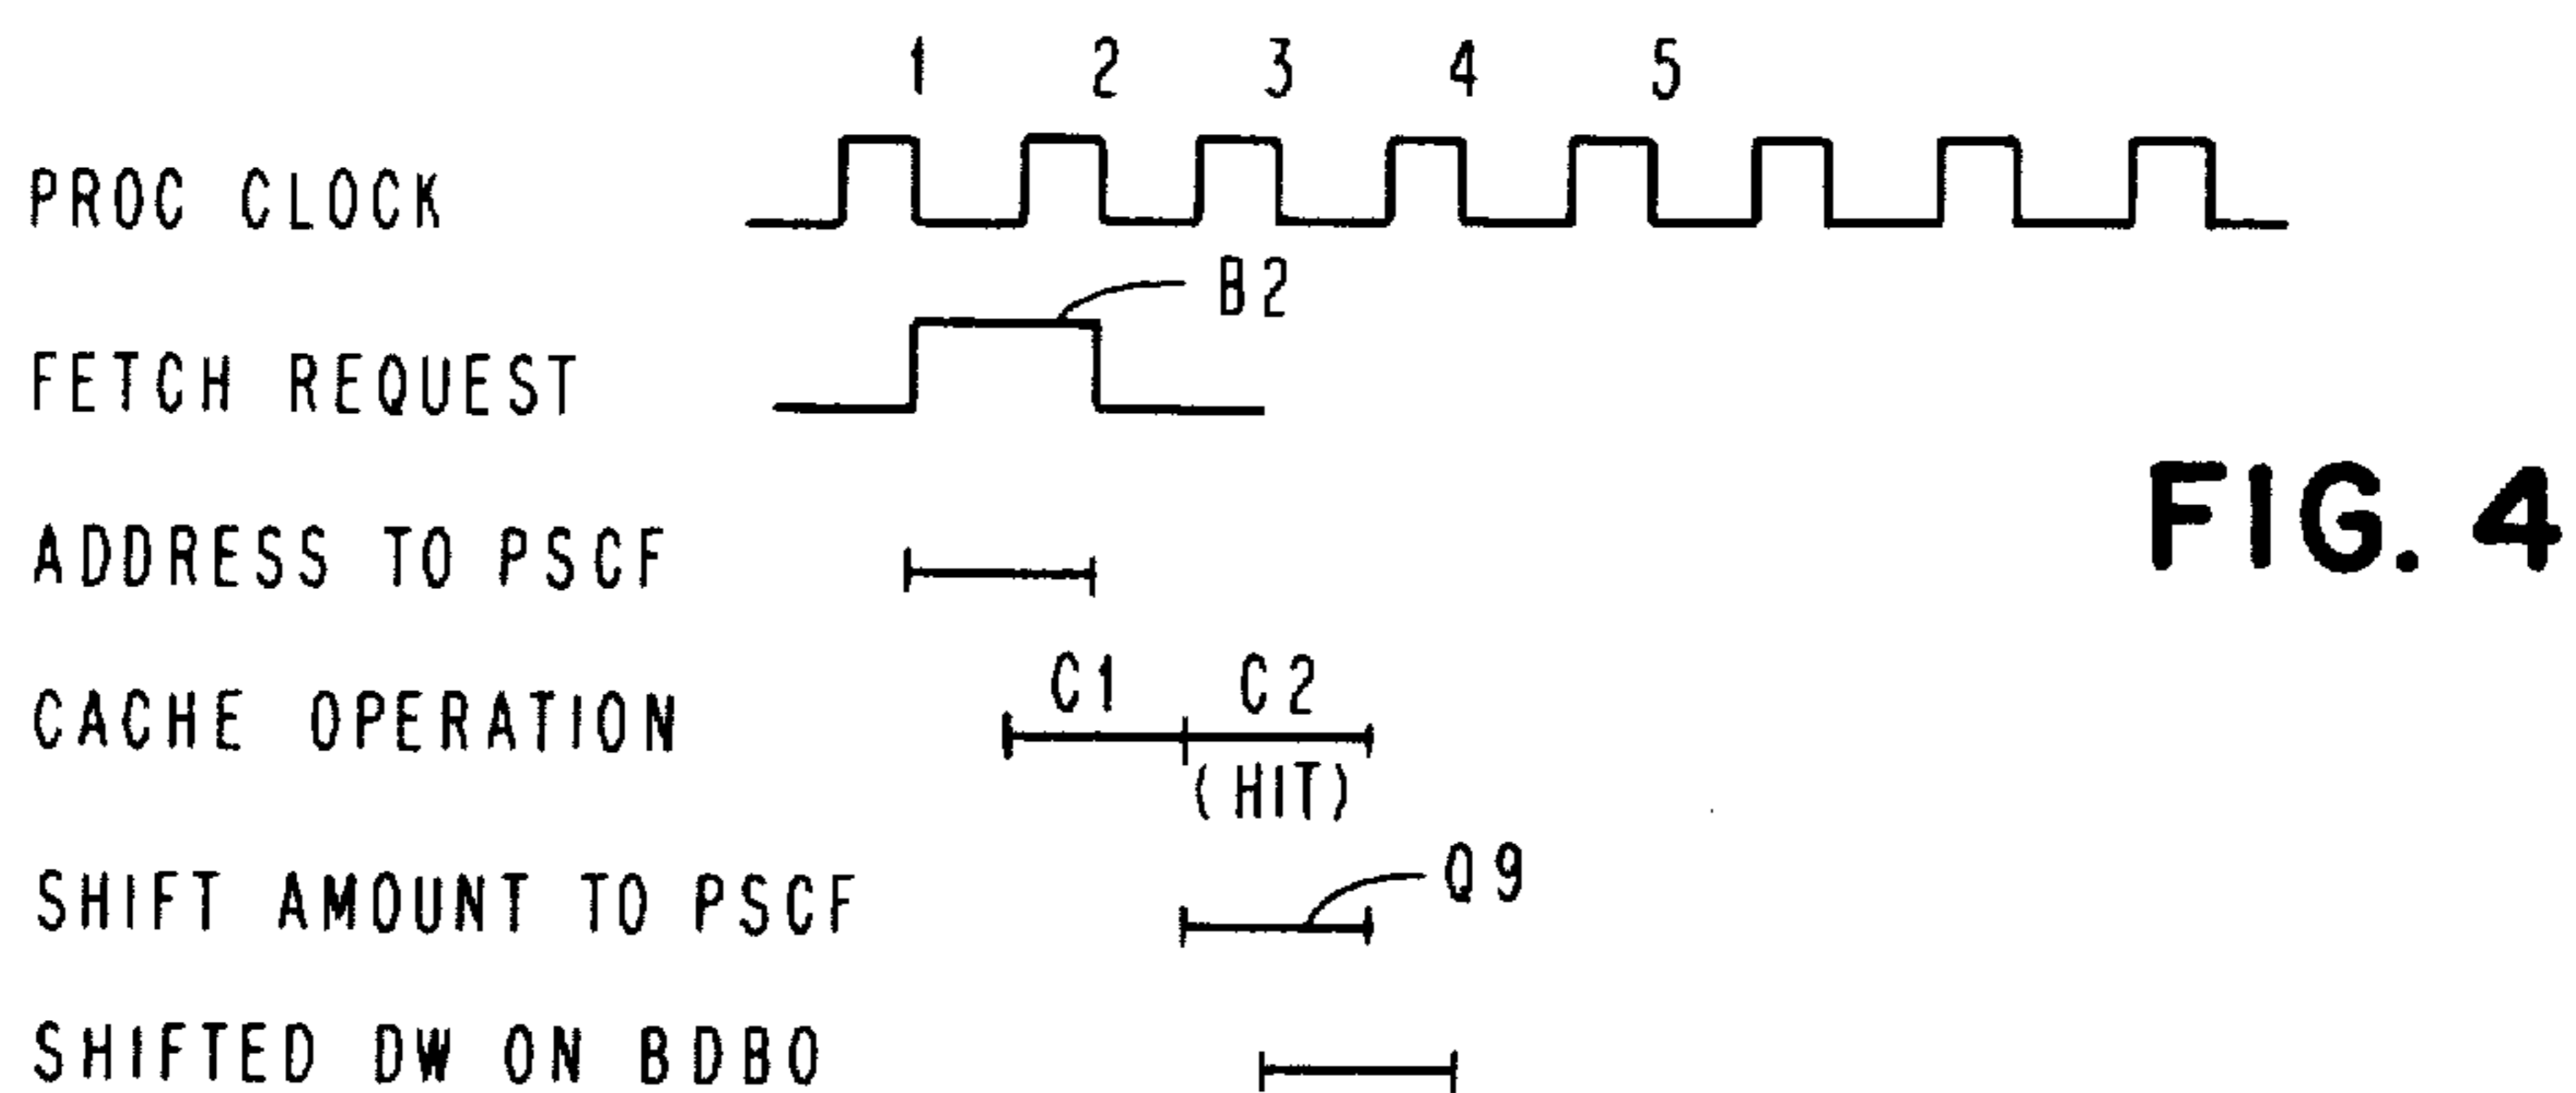 1 2 3 4 5
PROC CLOCK
B2
FETCH REQUEST
FIG. 4
ADDRESS TO PSCF
C1 C2
CACHE OPERATION
(HIT)
Q9
SHIFT AMOUNT TO PSCF
SHIFTED DW ON BDBO